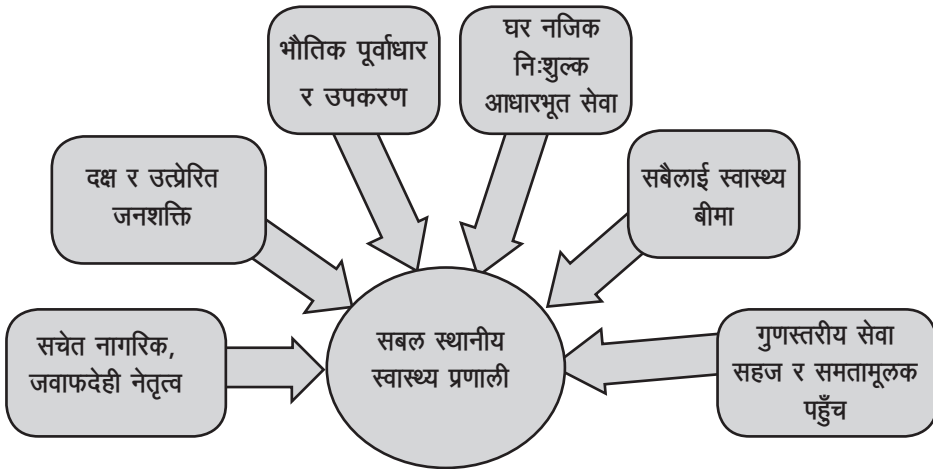 भौतिक पूर्वाधार
र उपकरण
घर नजिक
निःशुल्क
आधारभूत सेवा
दक्ष र उत्प्रेरित
जनशक्ति
सबैलाई स्वास्थ्य
बीमा
सचेत नागरिक,
जवाफदेही नेतृत्व
सबल स्थानीय
स्वास्थ्य प्रणाली
गुणस्तरीय सेवा
सहज र समतामूलक
पहुँच